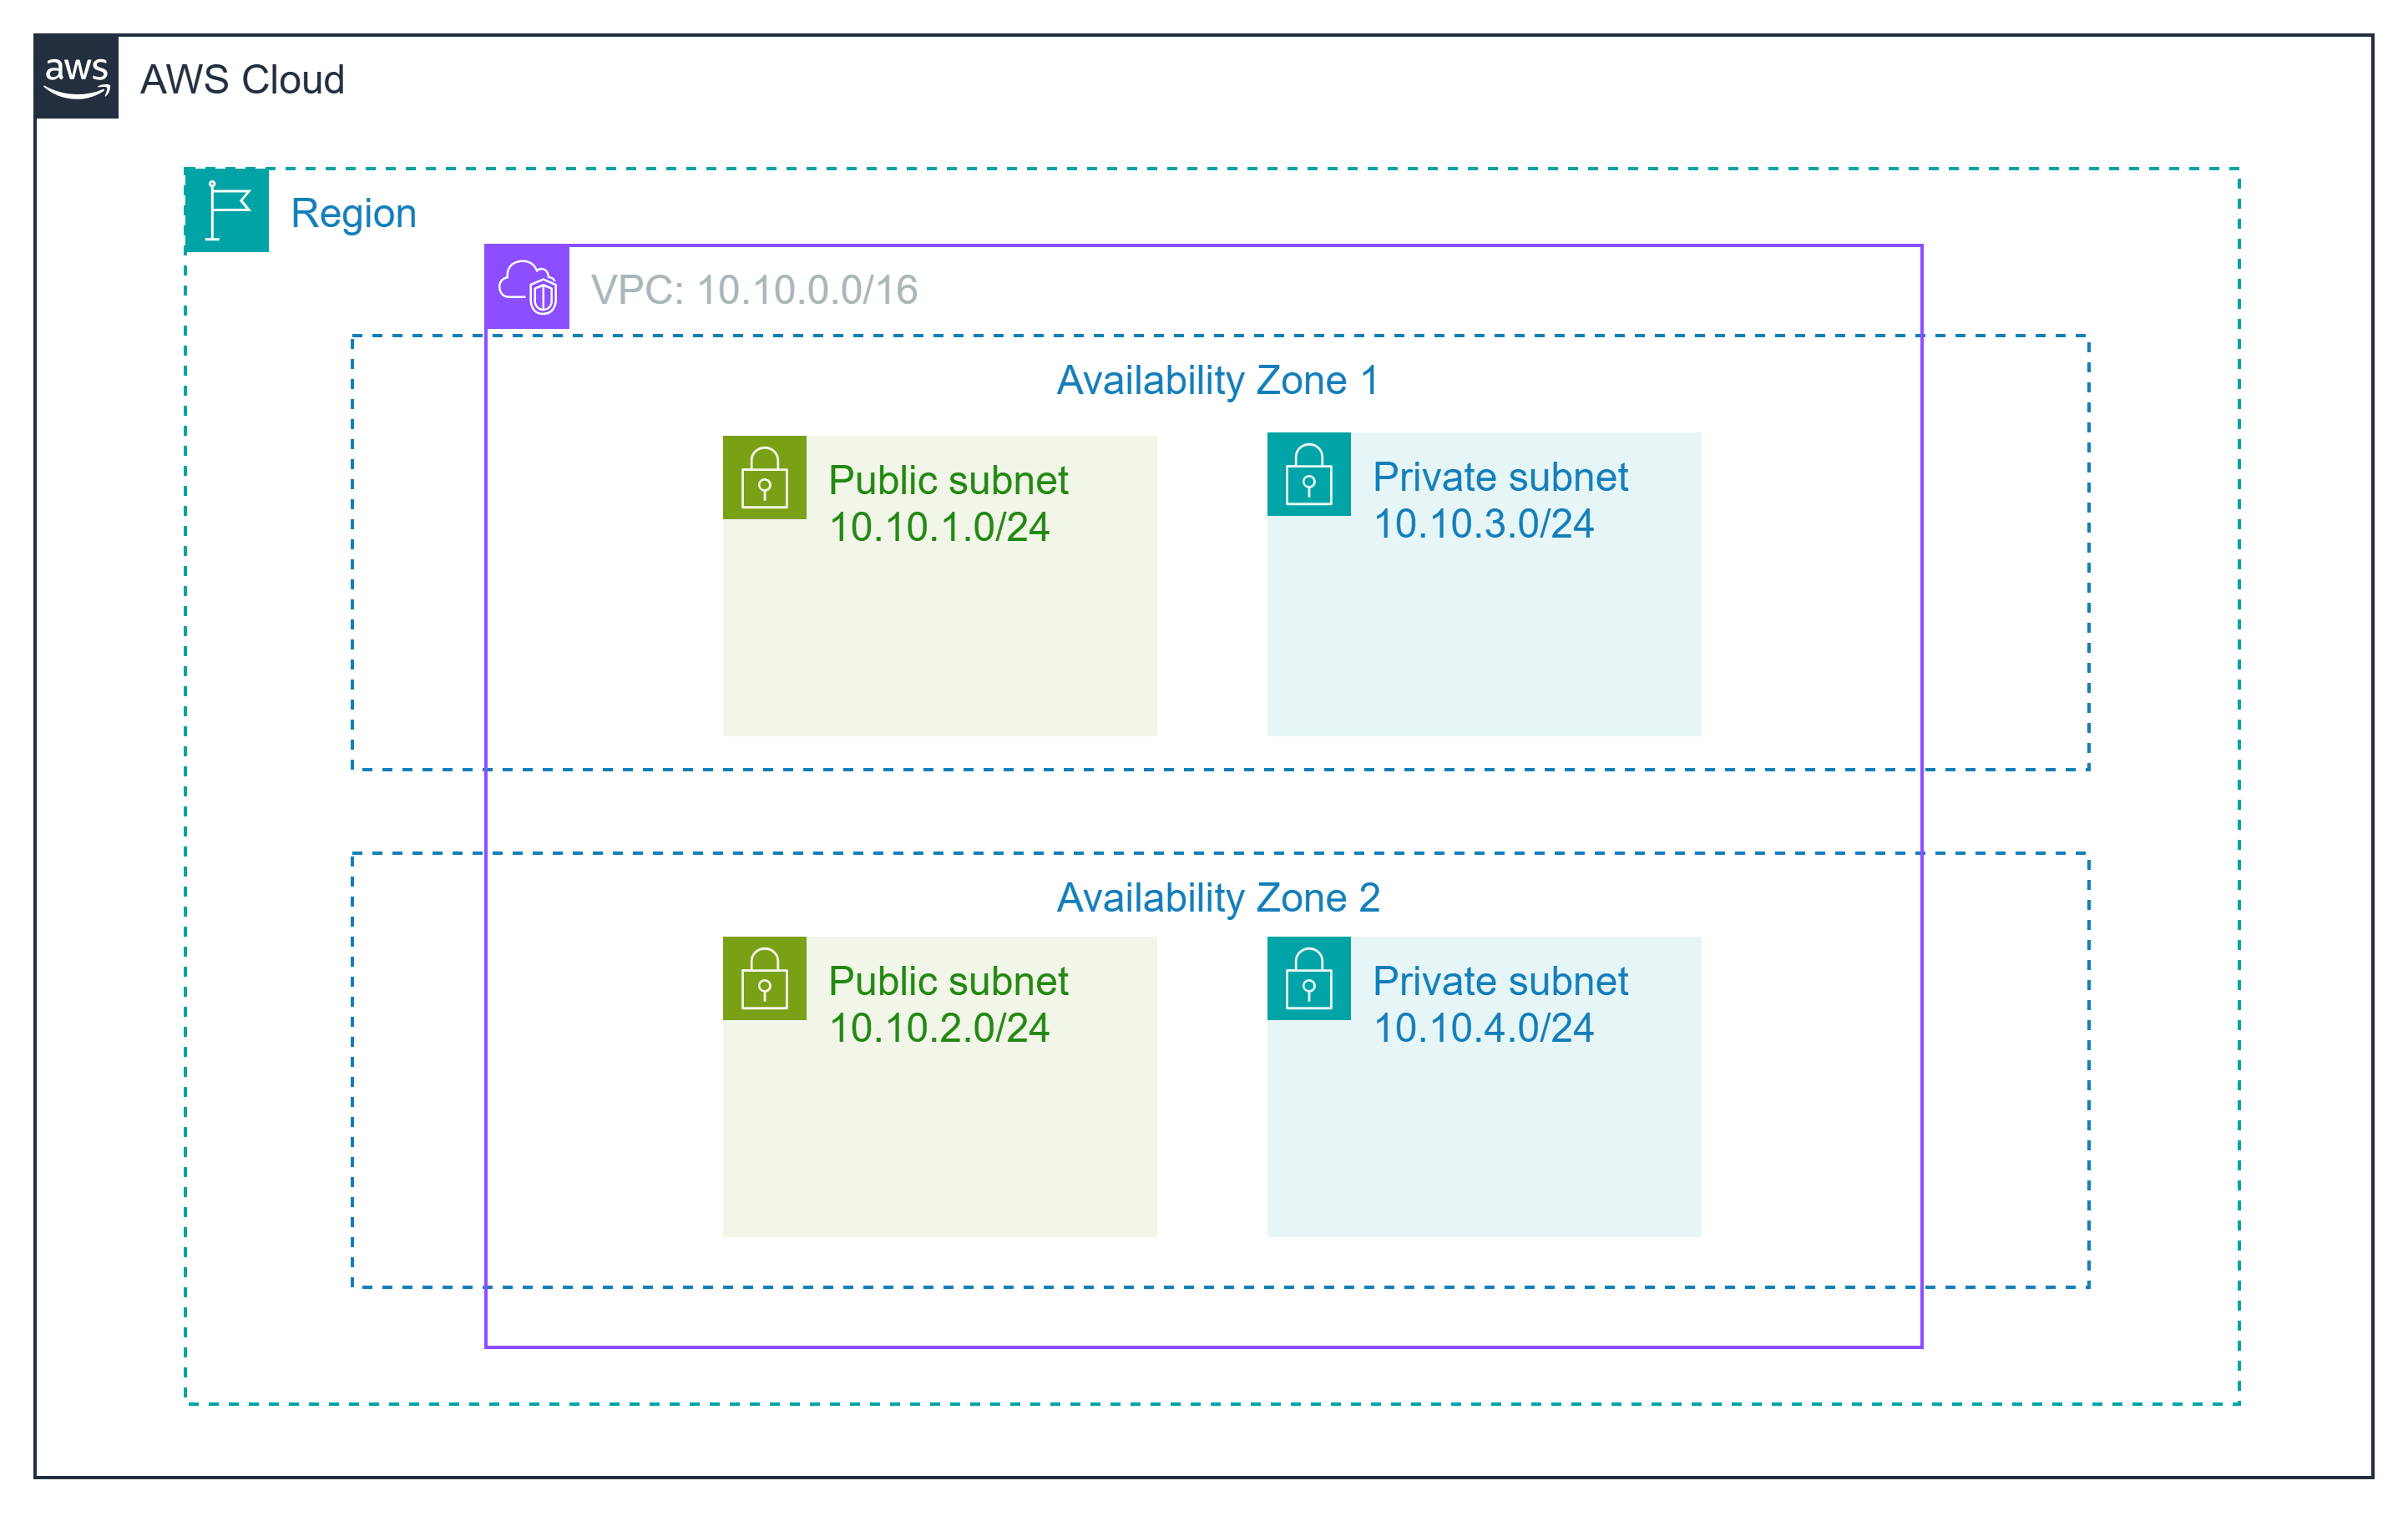 aws
AWS Cloud
Region
VPC: 10.10.0.0/16
Availability Zone 1
Public subnet
10.10.1.0/24
Private subnet
10.10.3.0/24
Availability Zone 2
Public subnet
10.10.2.0/24
Private subnet
10.10.4.0/24